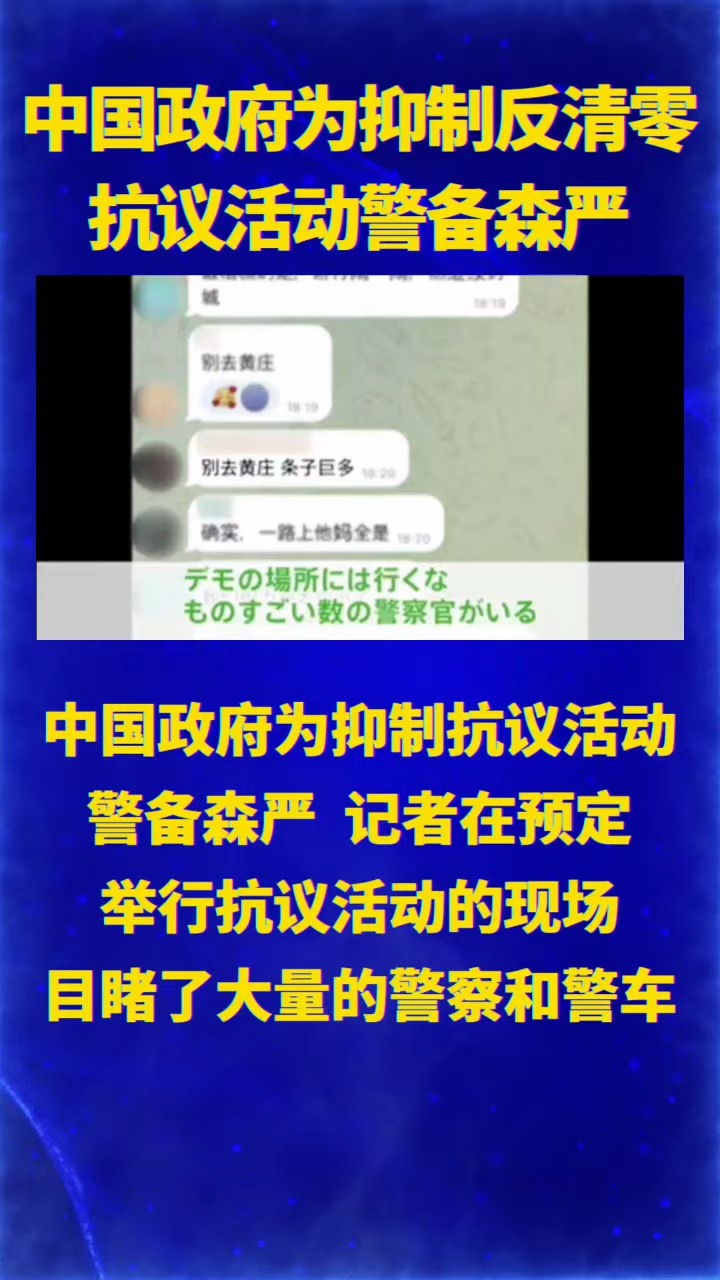 中国政府为抑制反清零
抗议活动警备森严
城
18:19
别去黄庄
18:19
别去黄庄 条子巨多
18:20
确实，一路上他妈全是
18:20
デモの場所には行くな
ものすごい数の警察官がいる
中国政府为抑制抗议活动
警备森严 记者在预定
举行抗议活动的现场
目睹了大量的警察和警车